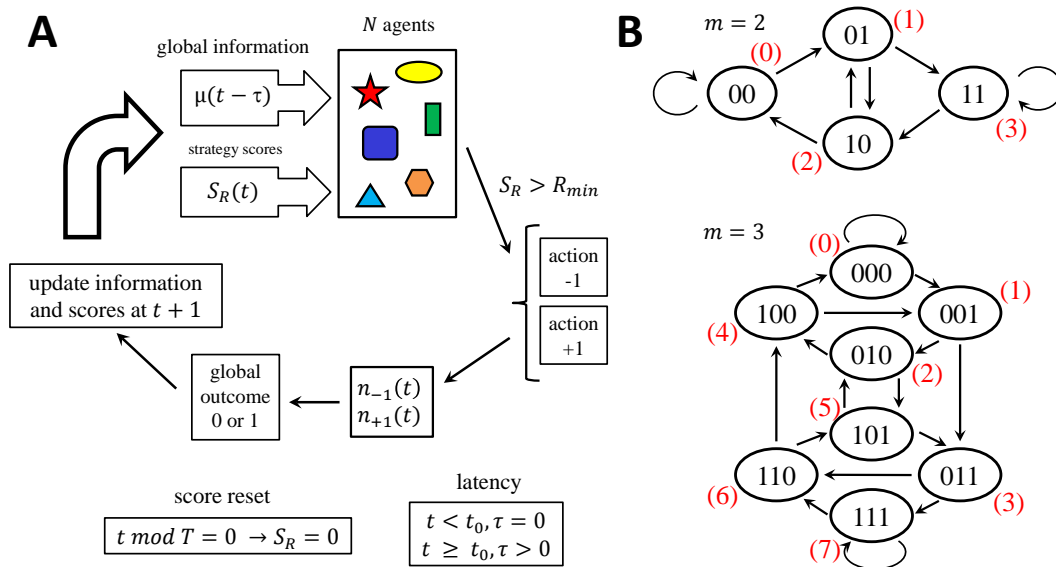 A
global information
μ(t − τ)
strategy scores
S_R(t)
N agents
S_R > R_min
action
-1
action
+1
n_{-1}(t)
n_{+1}(t)
global
outcome
0 or 1
update information
and scores at t + 1
score reset
t mod T = 0 → S_R = 0
latency
t < t_0, τ = 0
t ≥ t_0, τ > 0
B
m = 2
(0)
00
(1)
01
11
(3)
10
(2)
m = 3
(0)
000
(1)
001
100
(4)
010
(2)
(5)
101
110
(6)
011
(3)
111
(7)